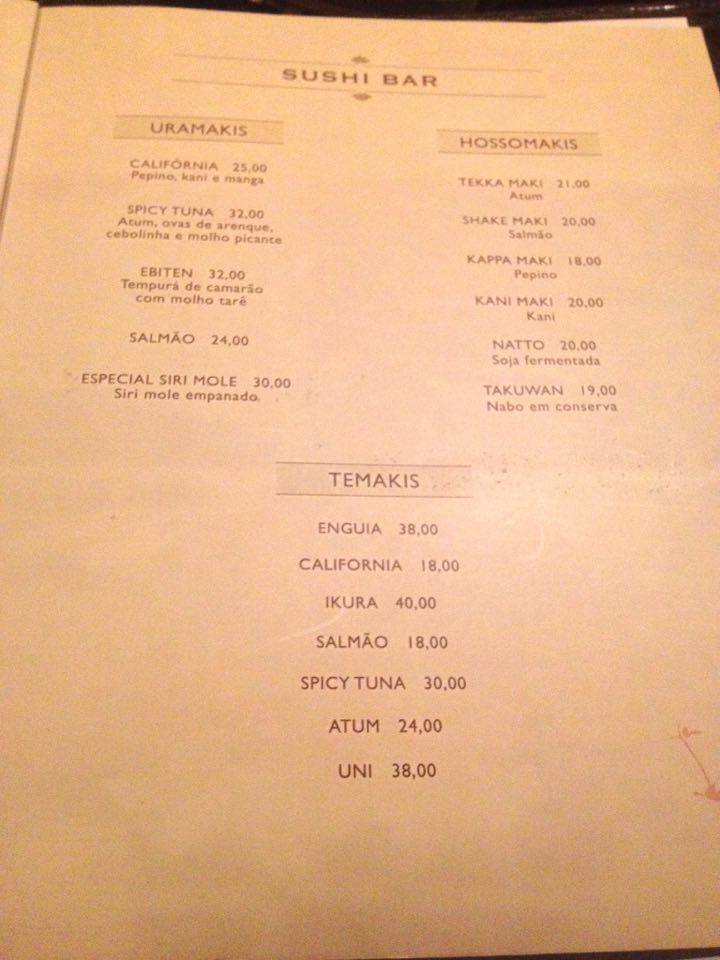 SUSHI BAR
URAMAKIS
CALIFÓRNIA 25,00
Pepino, kani e manga
SPICY TUNA 32,00
Atum, ovas de arenque,
cebolinha e molho picante
EBITEN 32,00
Tempurá de camarão
com molho tarê
SALMÃO 24,00
ESPECIAL SIRI MOLE 30,00
Siri mole empanado
HOSSOMAKIS
TEKKA MAKI 21,00
Atum
SHAKE MAKI 20,00
Salmão
KAPPA MAKI 18,00
Pepino
KANI MAKI 20,00
Kani
NATTO 20,00
Soja fermentada
TAKUWAN 19,00
Nabo em conserva
TEMAKIS
ENGUIA 38,00
CALIFORNIA 18,00
IKURA 40,00
SALMÃO 18,00
SPICY TUNA 30,00
ATUM 24,00
UNI 38,00